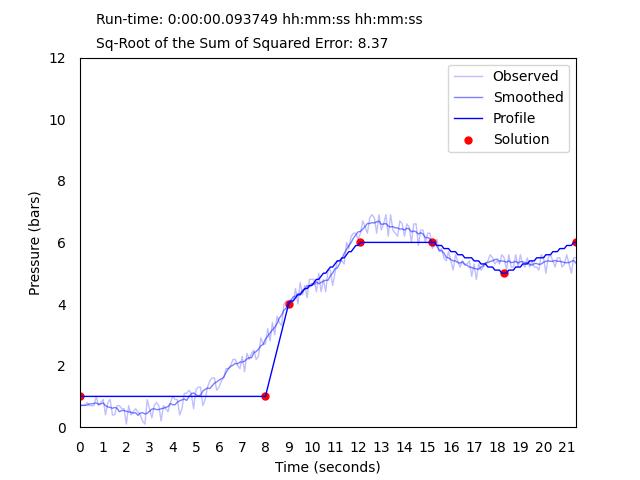 Run-time: 0:00:00.093749 hh:mm:ss hh:mm:ss
Sq-Root of the Sum of Squared Error: 8.37
12
10
8
6
4
2
0
Pressure (bars)
Observed
Smoothed
Profile
Solution
0 1 2 3 4 5 6 7 8 9 10 11 12 13 14 15 16 17 18 19 20 21
Time (seconds)